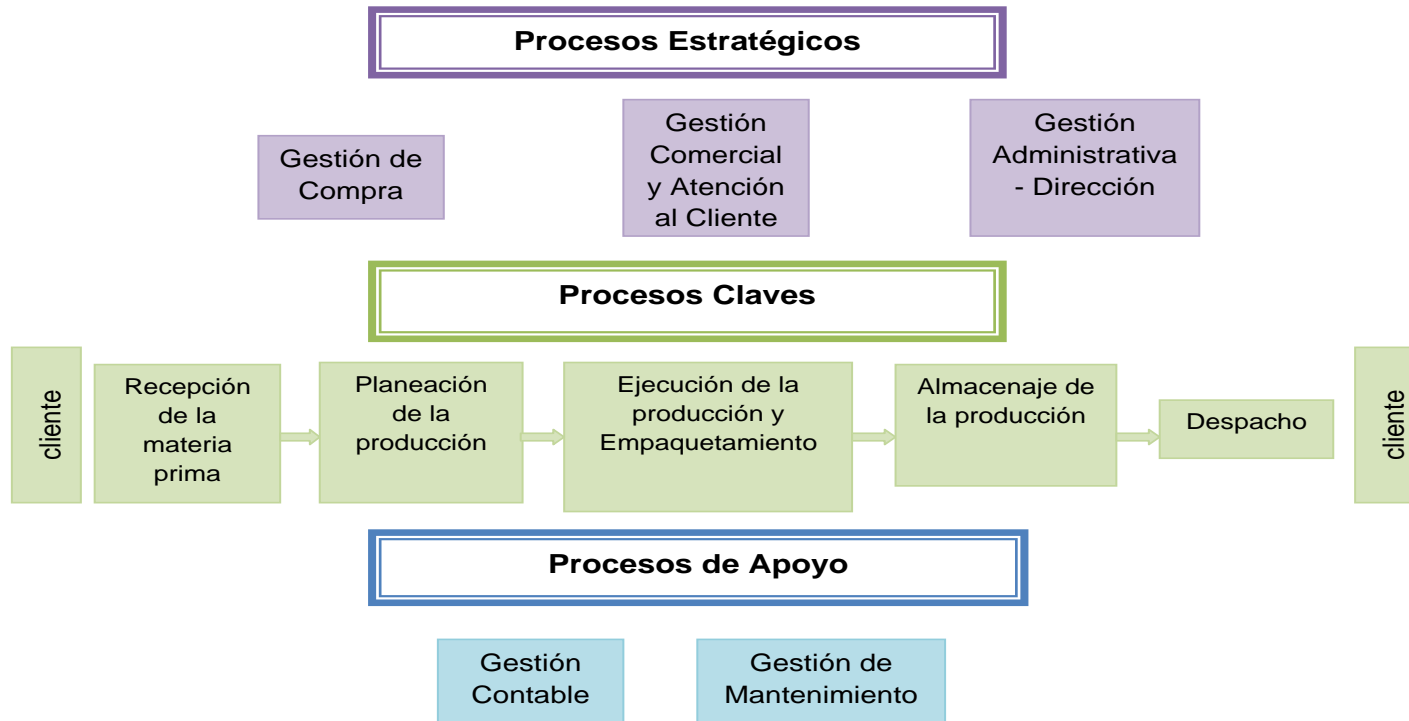 Procesos Estratégicos
Gestión de
Compra
Gestión
Comercial
y Atención
al Cliente
Gestión
Administrativa
- Dirección
Procesos Claves
cliente
Recepción
de la
materia
prima
Planeación
de la
producción
Ejecución de la
producción y
Empaquetamiento
Almacenaje de
la producción
Despacho
cliente
Procesos de Apoyo
Gestión
Contable
Gestión de
Mantenimiento